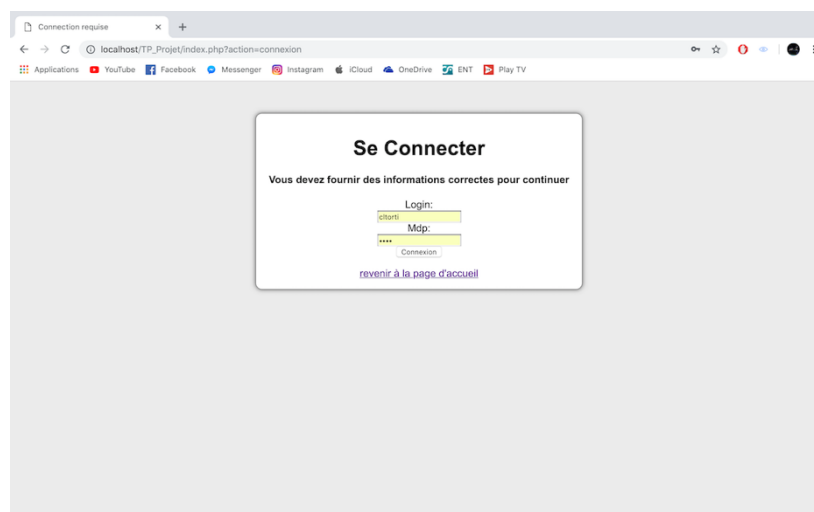 Connection requise
localhost/TP_Projet/index.php?action=connexion
Applications YouTube Facebook Messenger Instagram iCloud OneDrive ENT Play TV
Se Connecter
Vous devez fournir des informations correctes pour continuer
Login:
cltorti
Mdp:
••••
Connexion
revenir à la page d'accueil